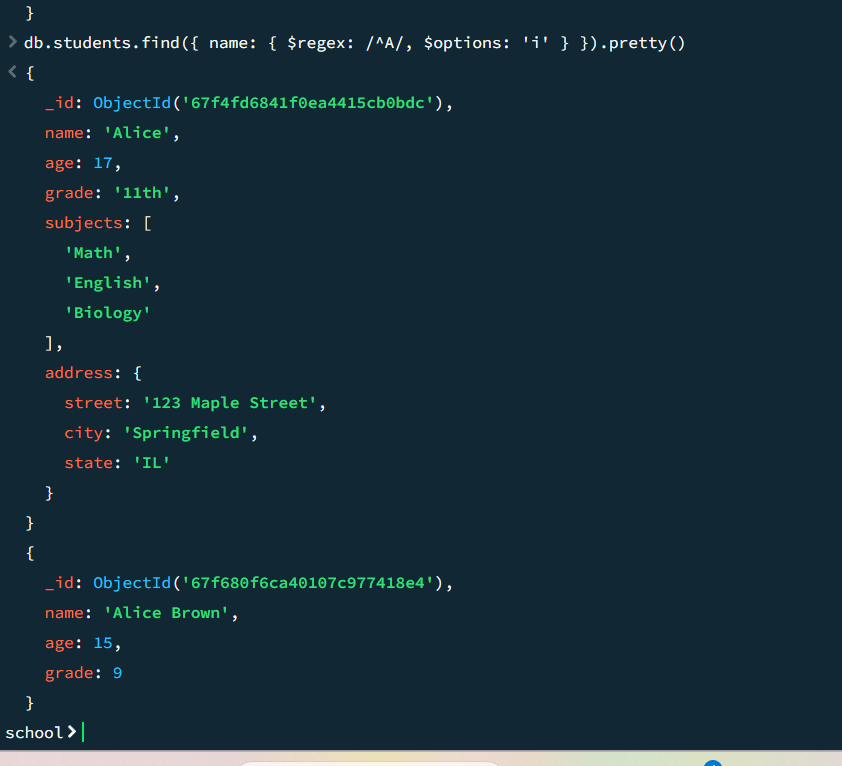 }
> db.students.find({ name: { $regex: /^A/, $options: 'i' } }).pretty()
< {
_id: ObjectId('67f4fd6841f0ea4415cb0bdc'),
name: 'Alice',
age: 17,
grade: '11th',
subjects: [
'Math',
'English',
'Biology'
],
address: {
street: '123 Maple Street',
city: 'Springfield',
state: 'IL'
}
}
{
_id: ObjectId('67f680f6ca40107c977418e4'),
name: 'Alice Brown',
age: 15,
grade: 9
}
school>